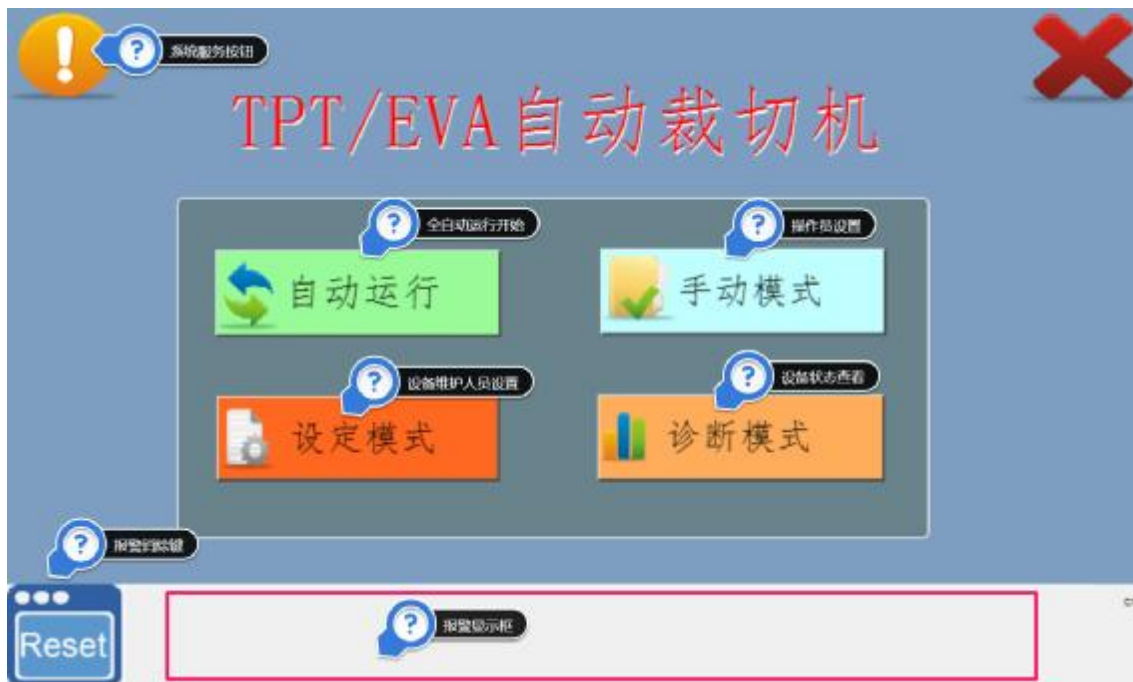 系统服务按钮
TPT/EVA自动裁切机
全自动运行开始
操作员设置
自动运行
手动模式
设备维护人员设置
设备状态查看
设定模式
诊断模式
报警消除键
报警显示框
Reset